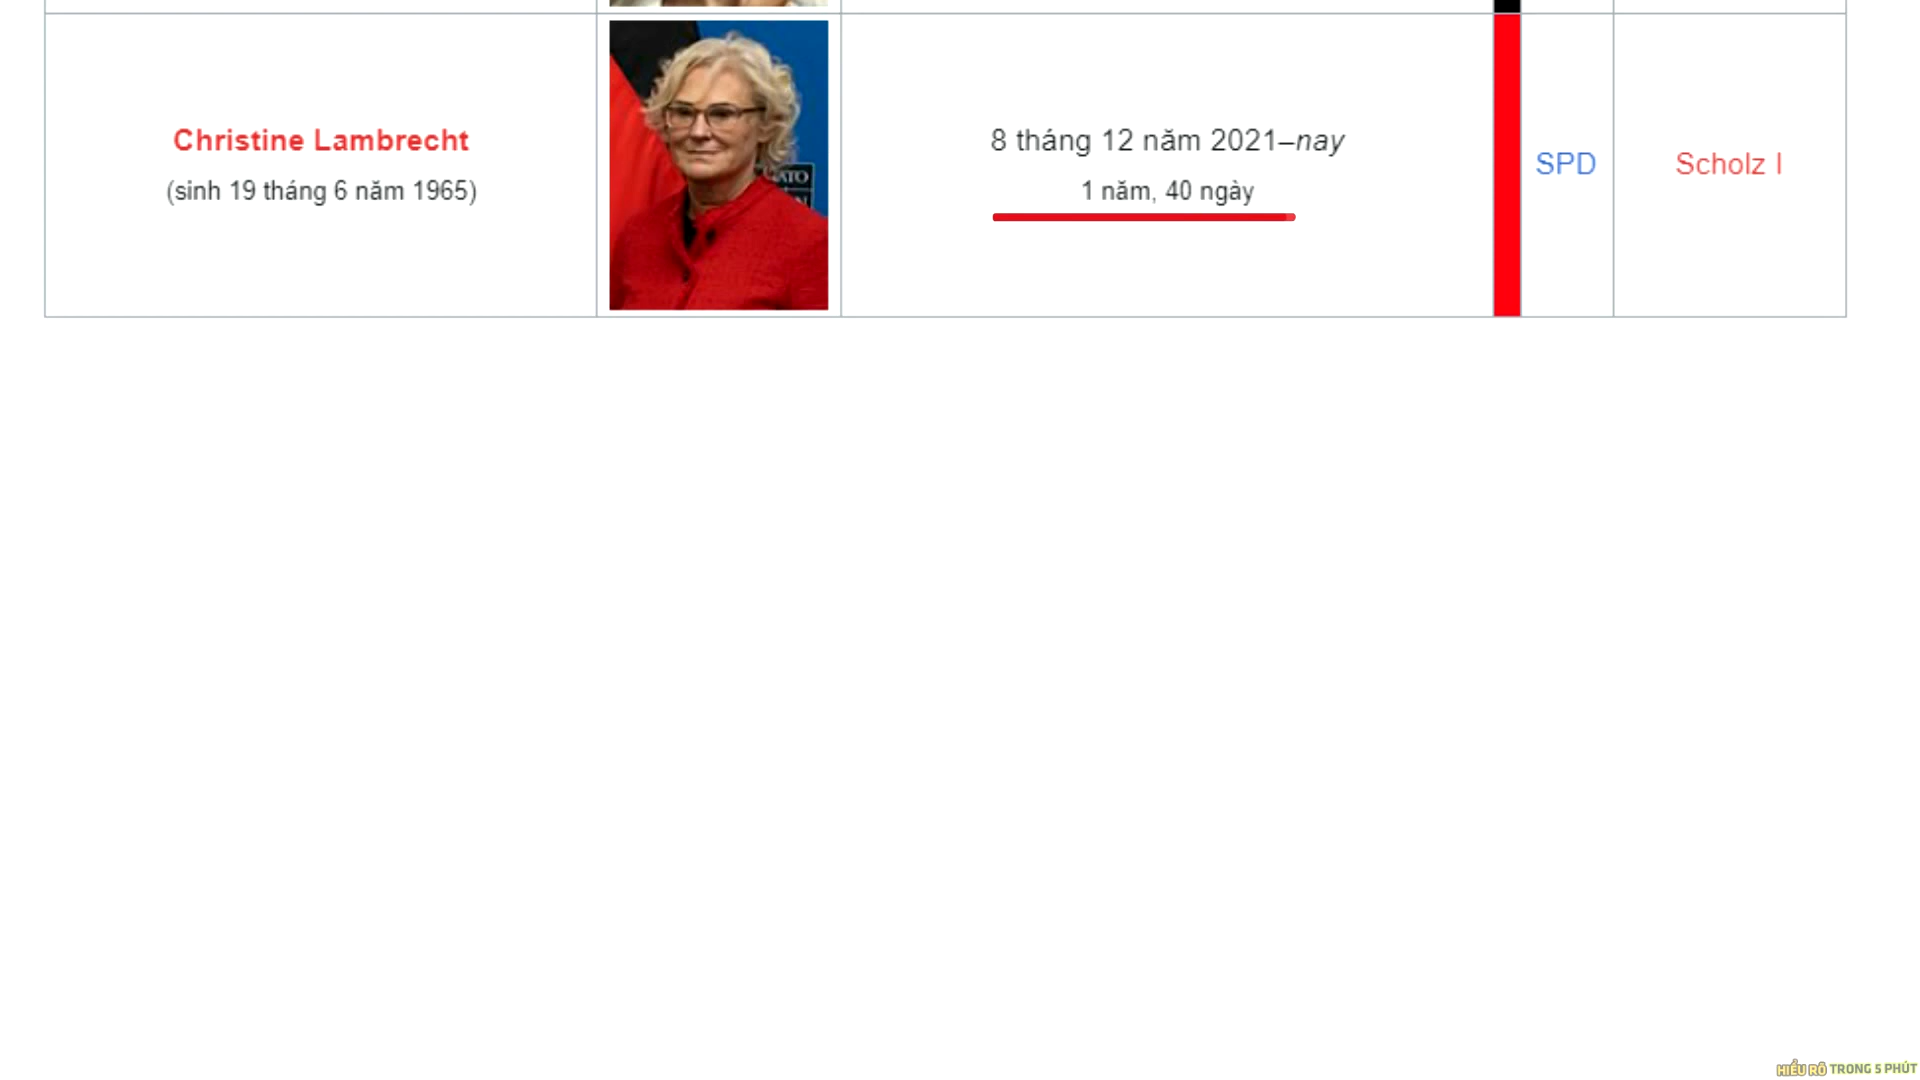 Christine Lambrecht
(sinh 19 tháng 6 năm 1965)
ATO
8 tháng 12 năm 2021–nay
1 năm, 40 ngày
SPD
Scholz I
HIỂU RÕ TRONG 5 PHÚT